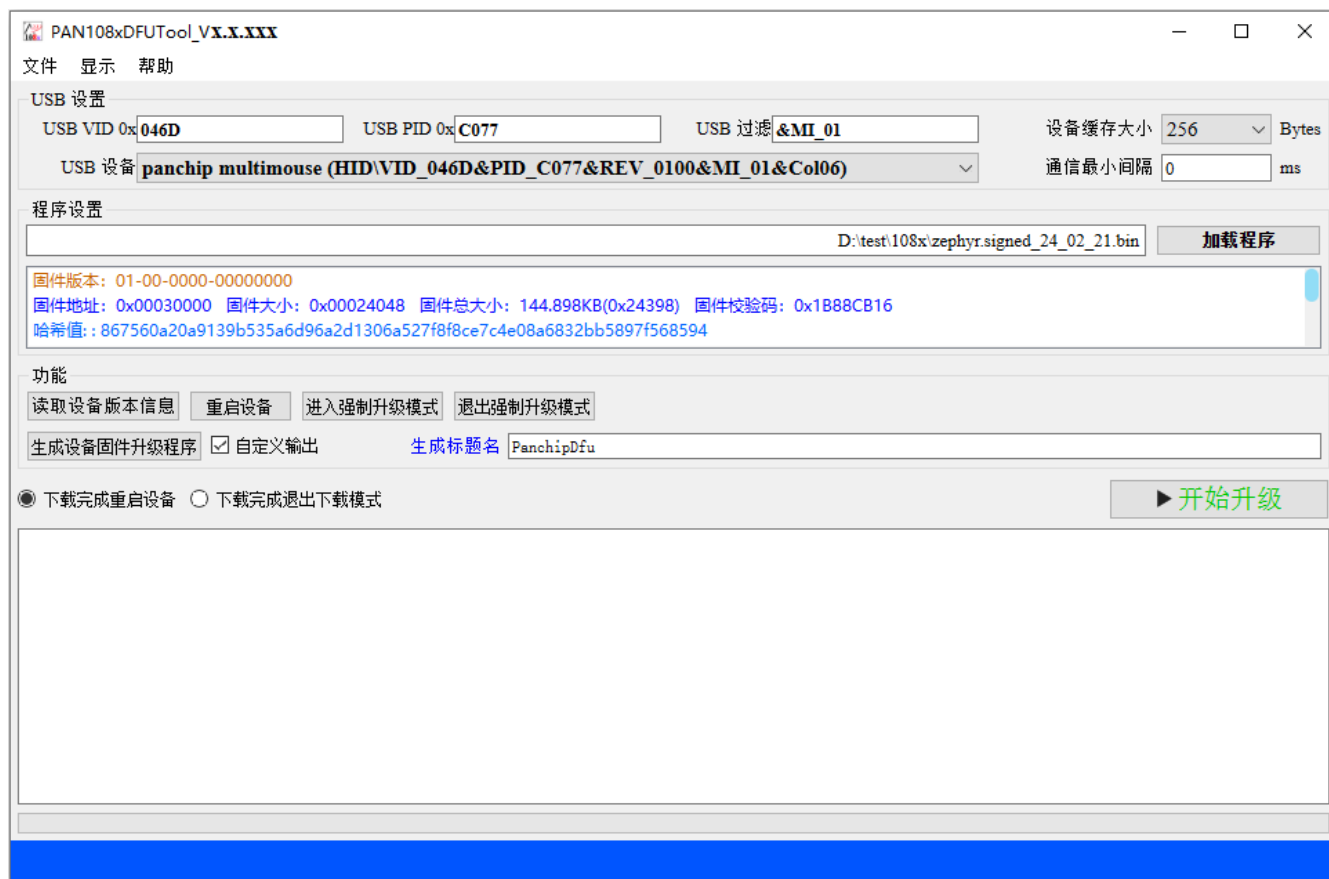 PAN108xDFUTool_Vx.x.xxx
文件 显示 帮助
USB 设置
USB VID 0x 046D USB PID 0x C077 USB 过滤 &MI_01 设备缓存大小 256 Bytes
USB 设备 panchip multimouse (HID\VID_046D&PID_C077&REV_0100&MI_01&Col06) 通信最小间隔 0 ms
程序设置
D:\test\108x\zephyr.signed_24_02_21.bin 加载程序
固件版本：01-00-0000-00000000
固件地址：0x00030000 固件大小：0x00024048 固件总大小：144.898KB(0x24398) 固件校验码：0x1B88CB16
哈希值:：867560a20a9139b535a6d96a2d1306a527f8f8ce7c4e08a6832bb5897f568594
功能
读取设备版本信息 重启设备 进入强制升级模式 退出强制升级模式
生成设备固件升级程序 自定义输出 生成标题名 PanchipDfu
下载完成重启设备 下载完成退出下载模式 开始升级